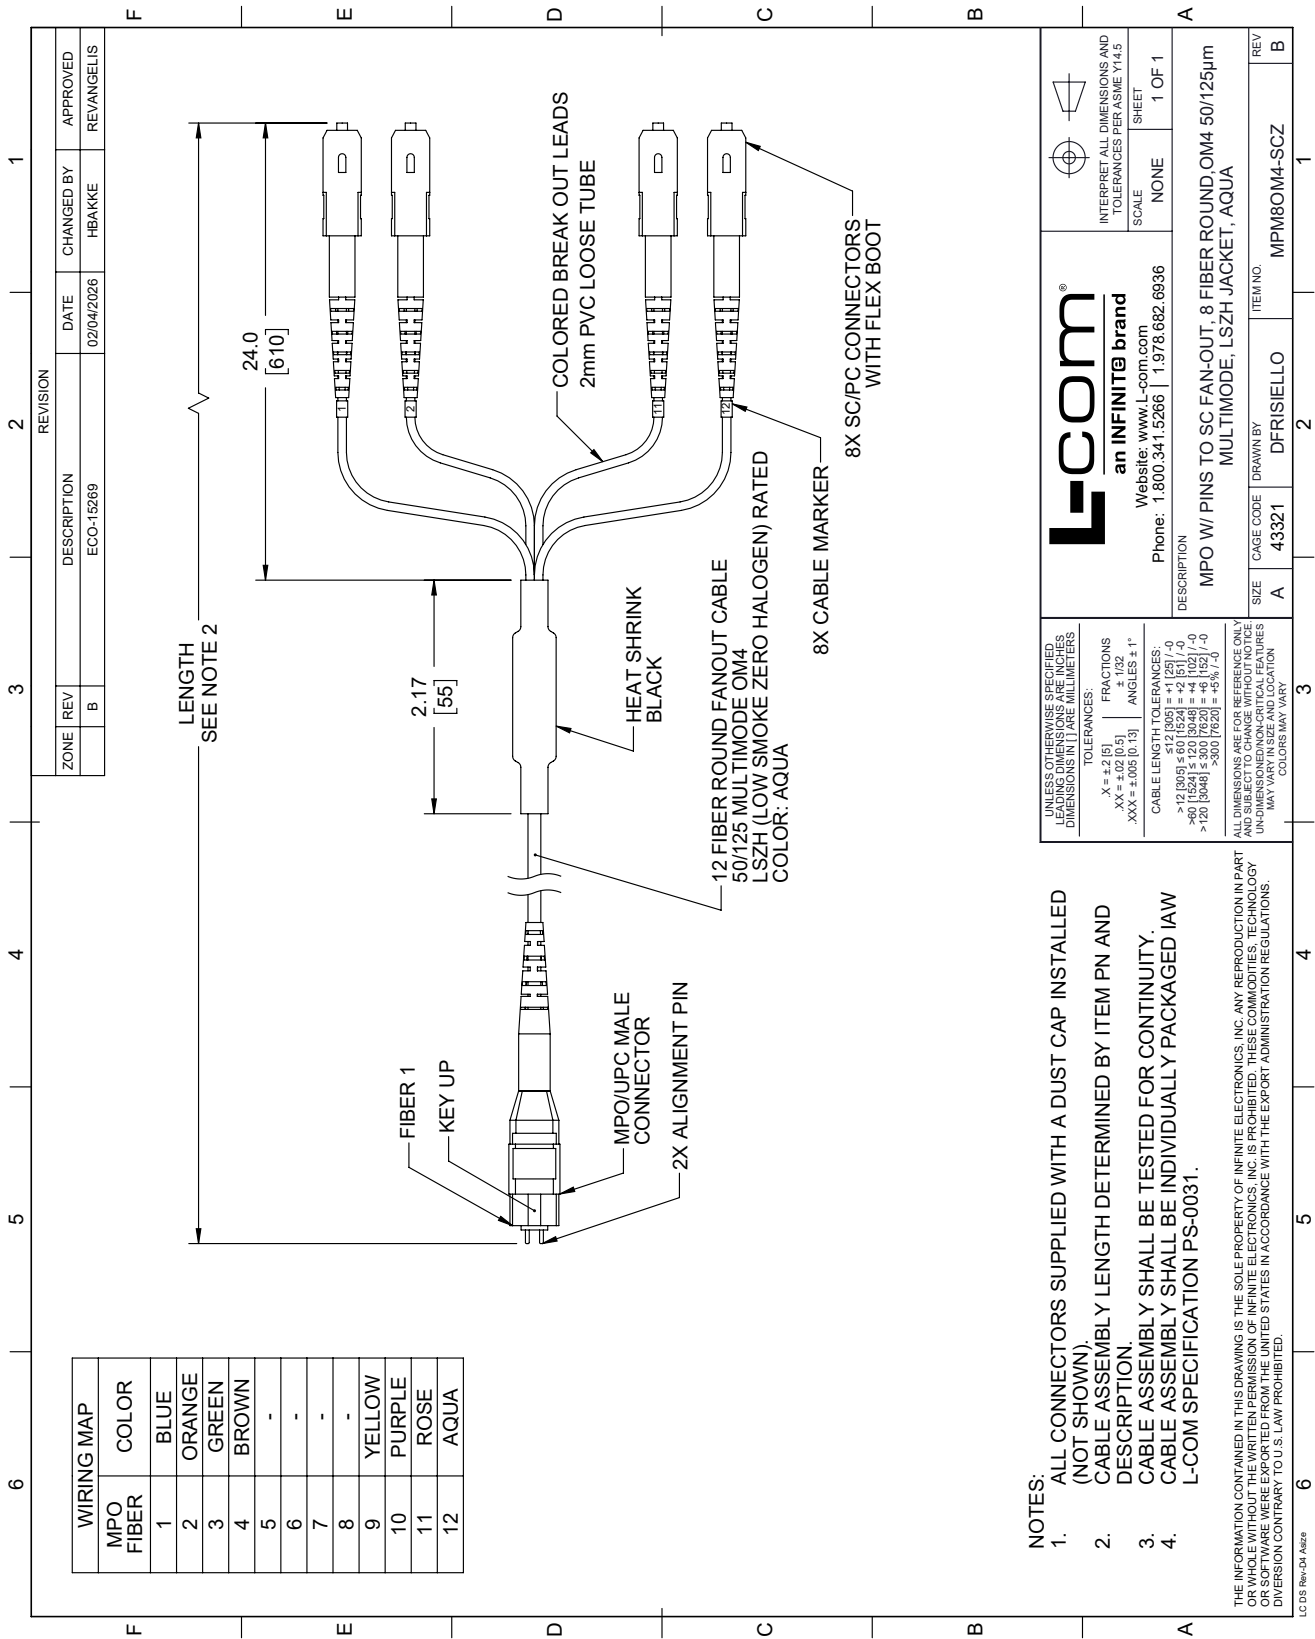 6
5
4
3
2
1
F
E
D
C
B
A
REVISION
ZONE REV DESCRIPTION DATE CHANGED BY APPROVED
B ECO-15269 02/04/2026 HBAKKE REVANGELIS
WIRING MAP
MPO FIBER COLOR
1 BLUE
2 ORANGE
3 GREEN
4 BROWN
5 -
6 -
7 -
8 -
9 YELLOW
10 PURPLE
11 ROSE
12 AQUA
LENGTH
SEE NOTE 2
24.0
[610]
2.17
[55]
1
2
11
12
FIBER 1
KEY UP
MPO/UPC MALE
CONNECTOR
2X ALIGNMENT PIN
HEAT SHRINK
BLACK
12 FIBER ROUND FANOUT CABLE
50/125 MULTIMODE OM4
LSZH (LOW SMOKE ZERO HALOGEN) RATED
COLOR: AQUA
COLORED BREAK OUT LEADS
2mm PVC LOOSE TUBE
8X CABLE MARKER
8X SC/PC CONNECTORS
WITH FLEX BOOT
NOTES:
1. ALL CONNECTORS SUPPLIED WITH A DUST CAP INSTALLED
(NOT SHOWN).
2. CABLE ASSEMBLY LENGTH DETERMINED BY ITEM PN AND
DESCRIPTION.
3. CABLE ASSEMBLY SHALL BE TESTED FOR CONTINUITY.
4. CABLE ASSEMBLY SHALL BE INDIVIDUALLY PACKAGED IAW
L-COM SPECIFICATION PS-0031.
THE INFORMATION CONTAINED IN THIS DRAWING IS THE SOLE PROPERTY OF INFINITE ELECTRONICS, INC. ANY REPRODUCTION IN PART
OR WHOLE WITHOUT THE WRITTEN PERMISSION OF INFINITE ELECTRONICS, INC. IS PROHIBITED. THESE COMMODITIES, TECHNOLOGY
OR SOFTWARE WERE EXPORTED FROM THE UNITED STATES IN ACCORDANCE WITH THE EXPORT ADMINISTRATION REGULATIONS.
DIVERSION CONTRARY TO U.S. LAW PROHIBITED.
UNLESS OTHERWISE SPECIFIED
LEADING DIMENSIONS ARE INCHES
DIMENSIONS IN [ ] ARE MILLIMETERS
TOLERANCES:
.X = ±.2 [5] FRACTIONS
.XX = ±.02 [0.5] ± 1/32
.XXX = ±.005 [0.13] ANGLES ± 1°
CABLE LENGTH TOLERANCES:
≤12 [305] = +1 [25] / -0
>12 [305] ≤ 60 [1524] = +2 [51] / -0
>60 [1524] ≤ 120 [3048] = +4 [102] / -0
>120 [3048] ≤ 300 [7620] = +6 [152] / -0
>300 [7620] = +5% / -0
ALL DIMENSIONS ARE FOR REFERENCE ONLY
AND SUBJECT TO CHANGE WITHOUT NOTICE.
UN-DIMENSIONED/NON-CRITICAL FEATURES
MAY VARY IN SIZE AND LOCATION
COLORS MAY VARY
L-com®
an INFINITE brand
Website: www.L-com.com
Phone: 1.800.341.5266 | 1.978.682.6936
INTERPRET ALL DIMENSIONS AND
TOLERANCES PER ASME Y14.5
SCALE SHEET
NONE 1 OF 1
DESCRIPTION
MPO W/ PINS TO SC FAN-OUT, 8 FIBER ROUND,OM4 50/125µm
MULTIMODE, LSZH JACKET, AQUA
SIZE CAGE CODE DRAWN BY ITEM NO. REV
A 43321 DFRISIELLO MPM8OM4-SCZ B
F
E
D
C
B
A
6
5
4
3
2
1
LC DS Rev-D4 Asize